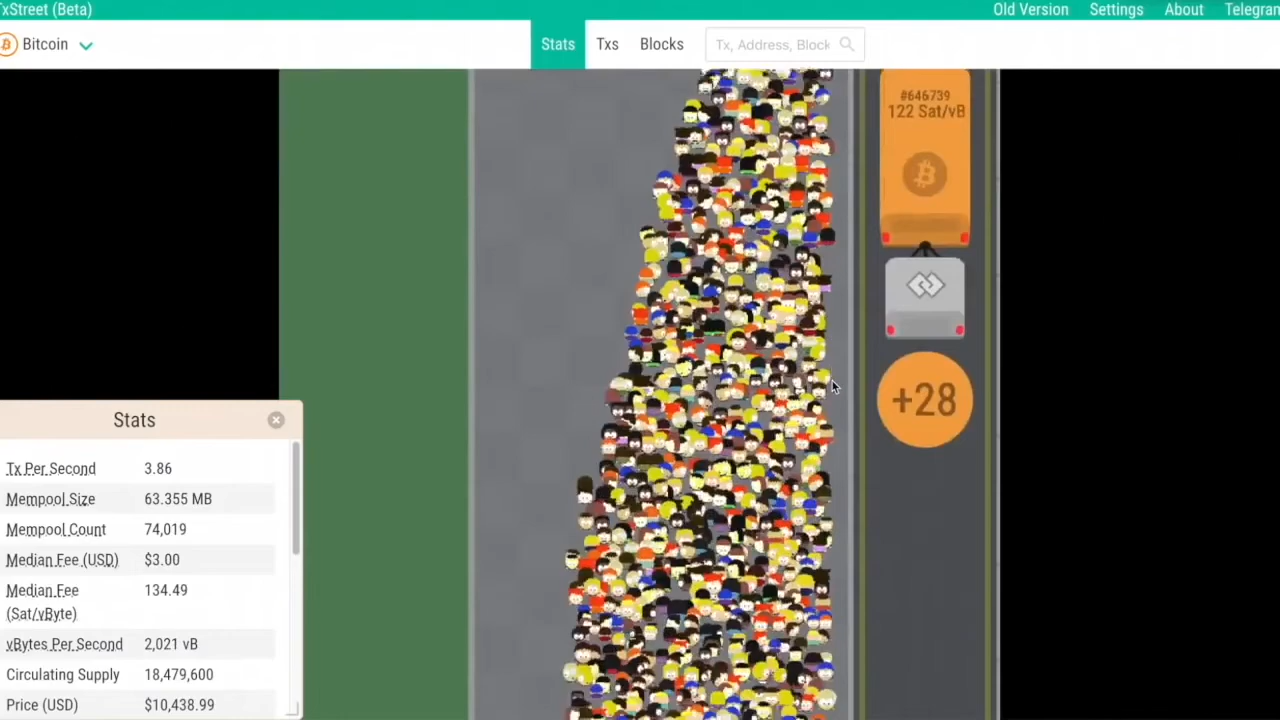 TxStreet (Beta)
Old Version Settings About Telegram
Bitcoin
Stats Txs Blocks
Tx, Address, Block
#646739
122 Sat/vB
+28
Stats
Tx Per Second 3.86
Mempool Size 63.355 MB
Mempool Count 74,019
Median Fee (USD) $3.00
Median Fee 134.49
(Sat/vByte)
vBytes Per Second 2,021 vB
Circulating Supply 18,479,600
Price (USD) $10,438.99